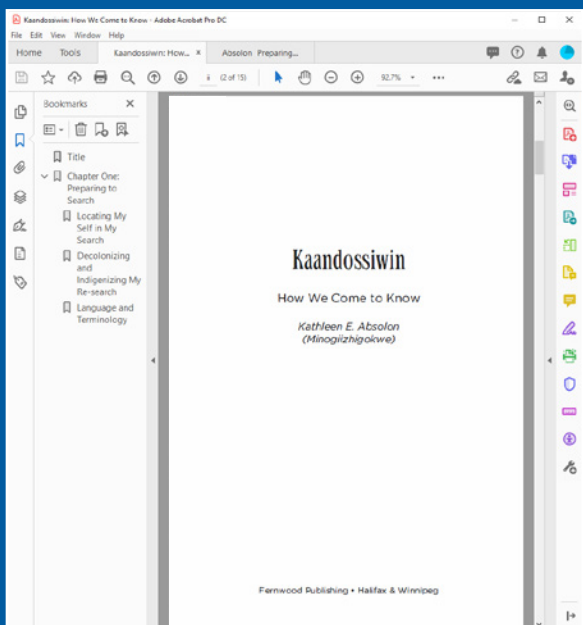 Kaandossiwin: How We Come to Know - Adobe Acrobat Pro DC
File Edit View Window Help
Home Tools Kaandossiwn: How... x Absolon Preparing...
i (2 of 15) 92.7%
Bookmarks X
Title
Chapter One:
Preparing to
Search
Locating My
Self in My
Search
Decolonizing
and
Indigenizing My
Re-search
Language and
Terminology
Kaandossiwin
How We Come to Know
Kathleen E. Absolon
(Minogiizhigokwe)
Fernwood Publishing • Halifax & Winnipeg